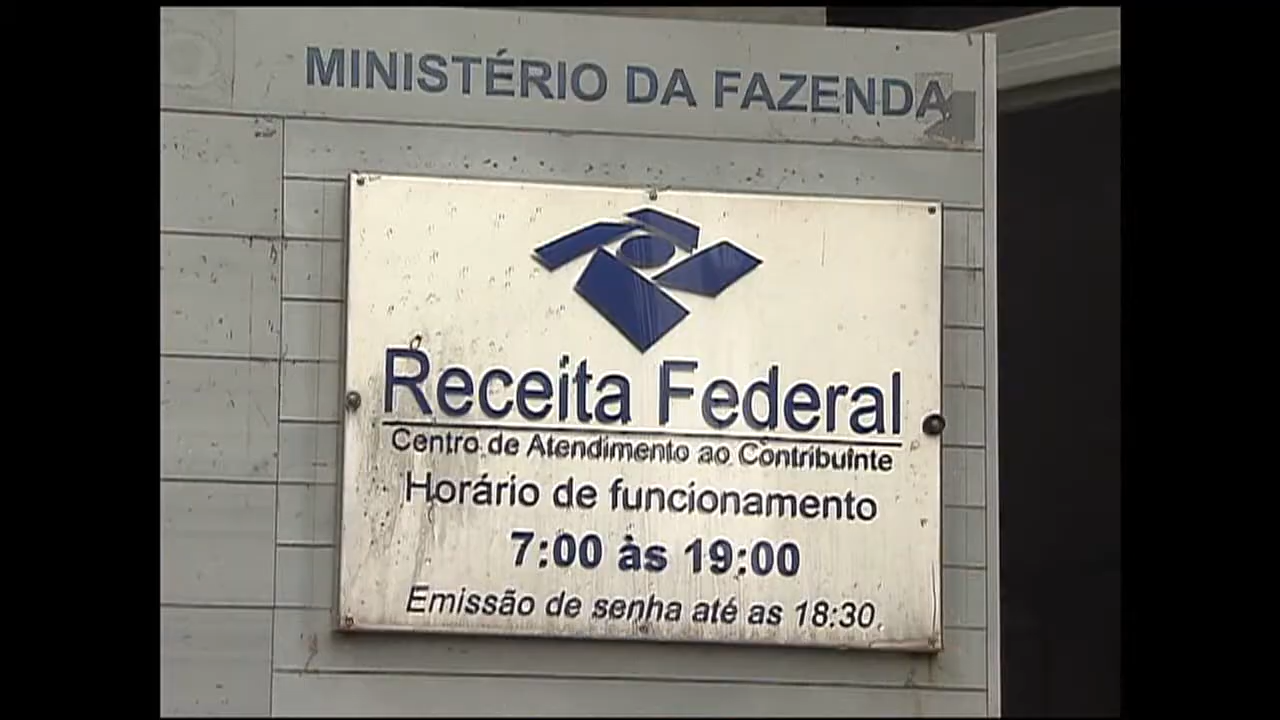 MINISTÉRIO DA FAZENDA
Receita Federal
Centro de Atendimento ao Contribuinte
Horário de funcionamento
7:00 às 19:00
Emissão de senha até as 18:30.